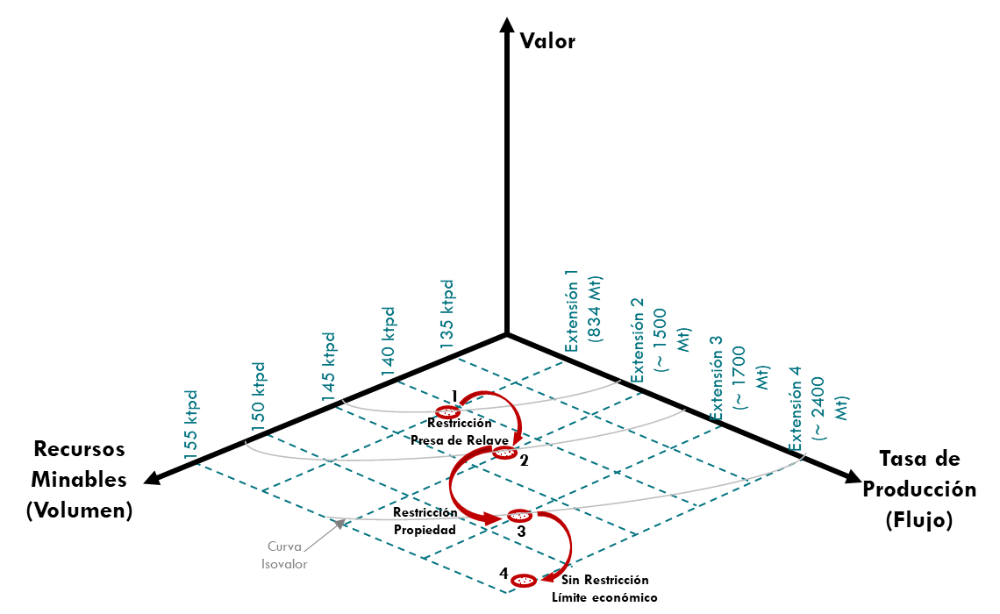 Valor
135 ktpd
140 ktpd
145 ktpd
150 ktpd
155 ktpd
Extensión 1
(834 Mt)
Extensión 2
(~ 1500
Mt)
Extensión 3
(~ 1700
Mt)
Extensión 4
(~ 2400
Mt)
Recursos
Minables
(Volumen)
Tasa de
Producción
(Flujo)
1
Restricción
Presa de Relave
2
Restricción
Propiedad
3
4
Sin Restricción
Límite económico
Curva
Isovalor